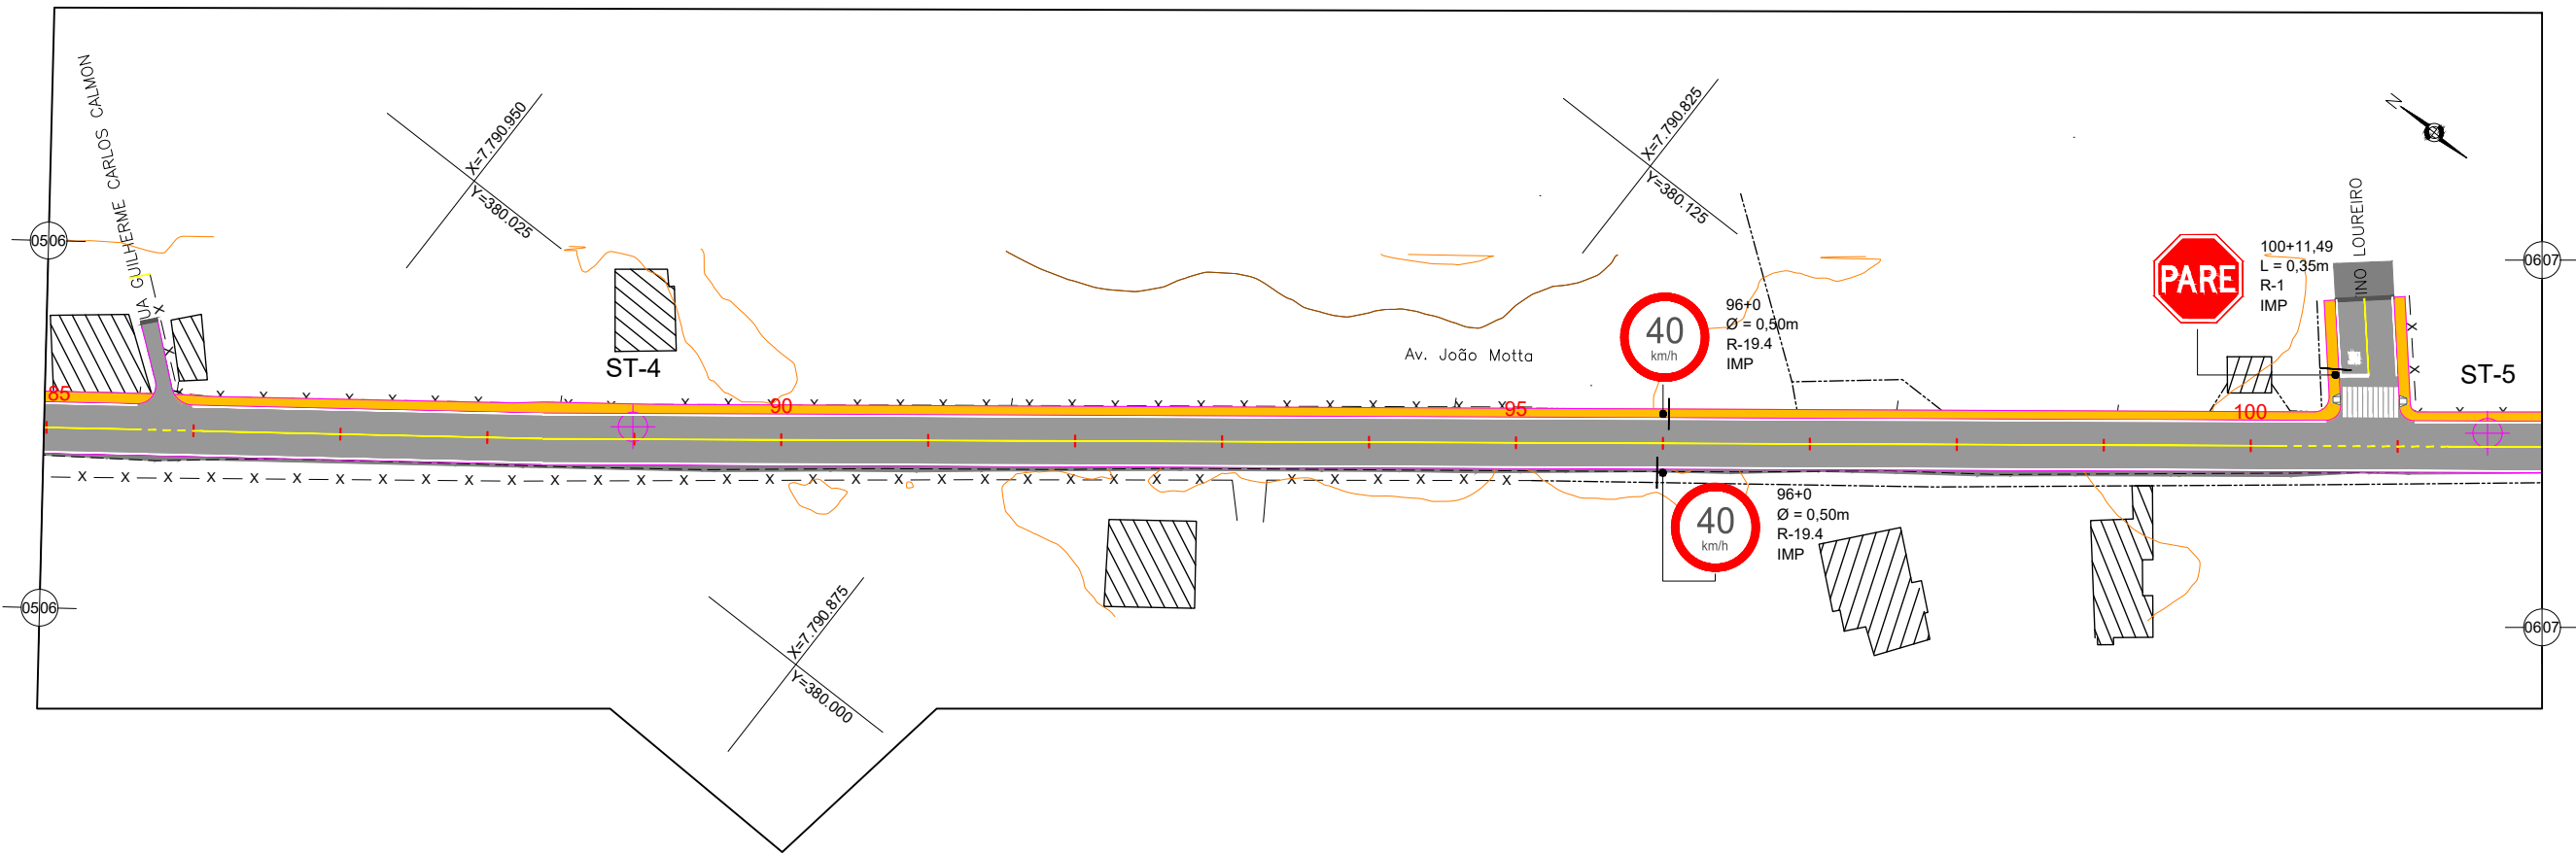 UA GUILHERME CARLOS CALMON
X=7.790.950
Y=380.025
X=7.790.825
Y=380.125
N
0506
0607
INO LOUREIRO
PARE
100+11,49
L = 0,35m
R-1
IMP
40
km/h
96+0
Ø = 0,50m
R-19.4
IMP
Av. João Motta
ST-4
ST-5
85
90
95
100
40
km/h
96+0
Ø = 0,50m
R-19.4
IMP
0506
0607
X=7.790.875
Y=380.000